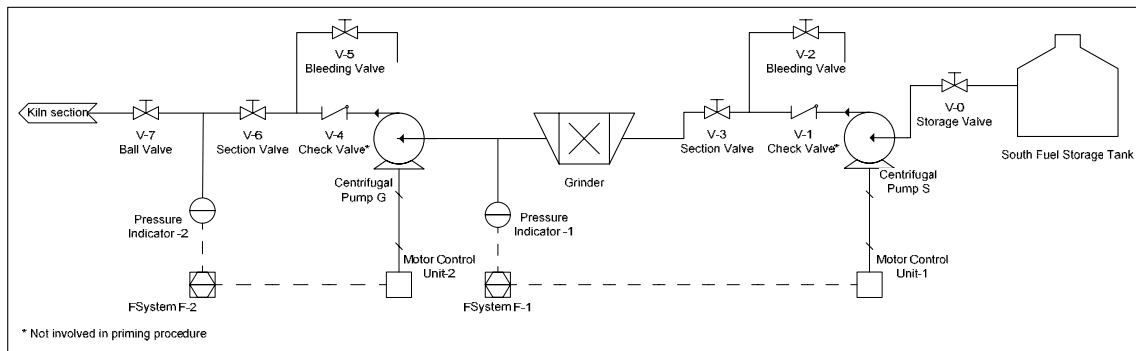 V-5
Bleeding Valve
V-2
Bleeding Valve
Kiln section
V-7
Ball Valve
V-6
Section Valve
V-4
Check Valve*
V-3
Section Valve
V-1
Check Valve*
V-0
Storage Valve
South Fuel Storage Tank
Centrifugal
Pump G
Grinder
Centrifugal
Pump S
Pressure
Indicator -2
Pressure
Indicator -1
Motor Control
Unit-2
Motor Control
Unit-1
FSystem F-2
FSystem F-1
* Not involved in priming procedure